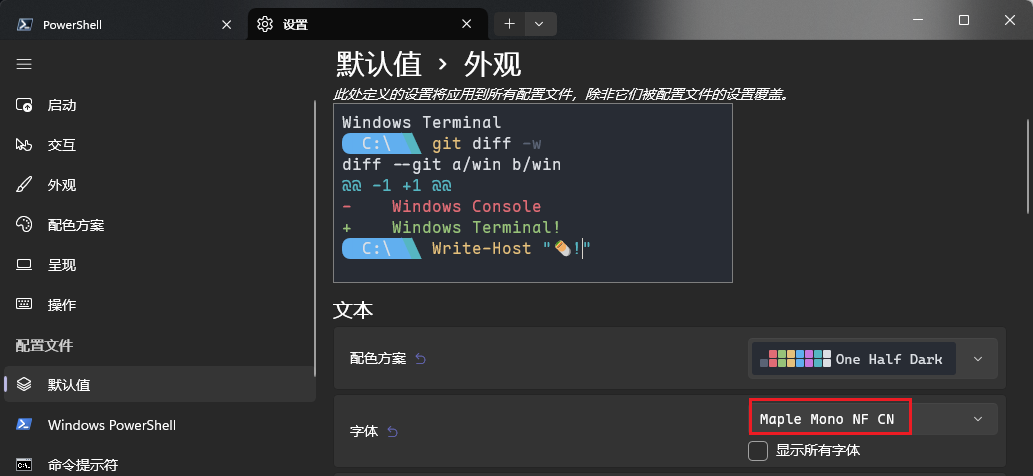 PowerShell
设置
默认值 › 外观
此处定义的设置将应用到所有配置文件，除非它们被配置文件的设置覆盖。
启动
交互
外观
配色方案
呈现
操作
配置文件
默认值
Windows PowerShell
命令提示符
Windows Terminal
C:\ git diff -w
diff --git a/win b/win
@@ -1 +1 @@
-    Windows Console
+    Windows Terminal!
C:\ Write-Host "✏️!"
文本
配色方案
One Half Dark
字体
Maple Mono NF CN
显示所有字体